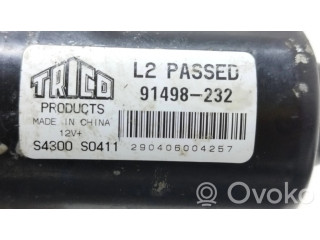 TRICO
PRODUCTS
MADE IN CHINA
12V+
S4300 S0411
L2 PASSED
91498-232
290406004257
Ovoko